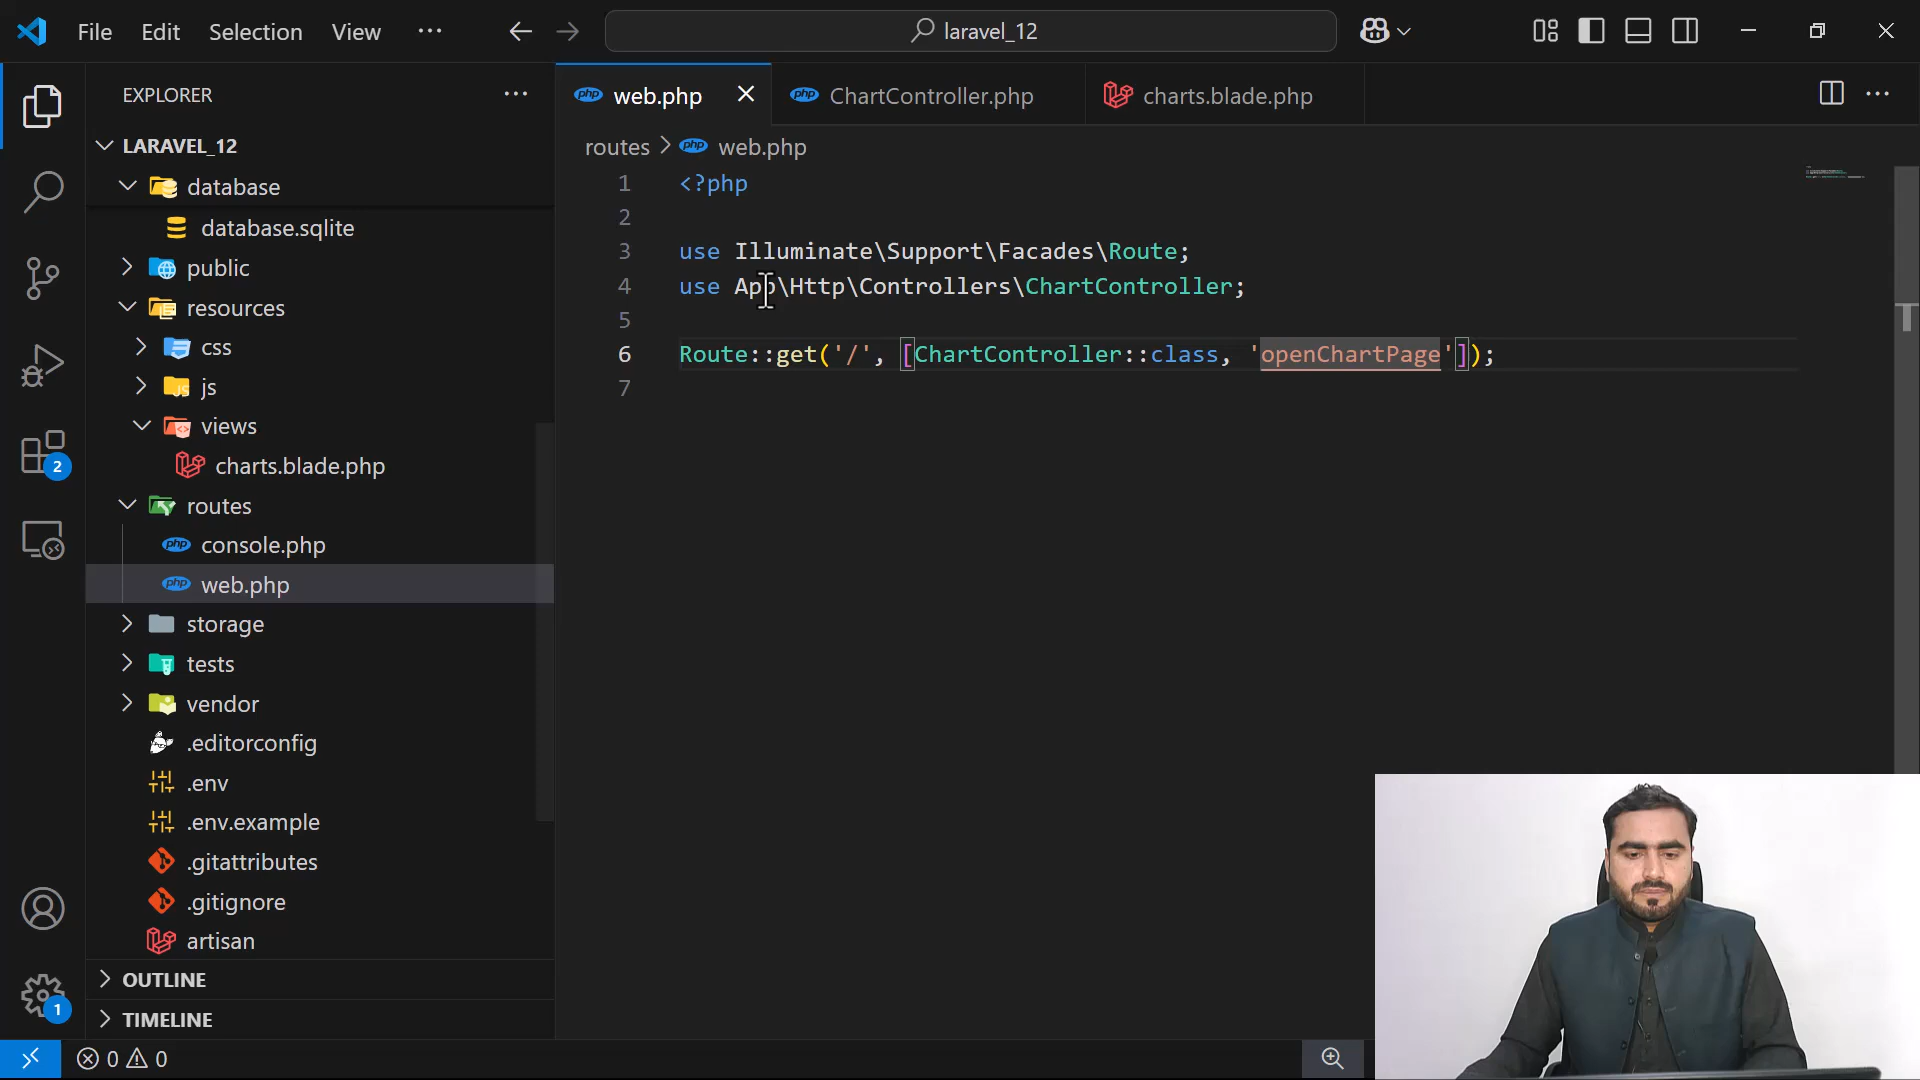 File Edit Selection View ··· laravel_12
EXPLORER ···
LARAVEL_12
database
database.sqlite
public
resources
css
js
views
charts.blade.php
routes
console.php
web.php
storage
tests
vendor
.editorconfig
.env
.env.example
.gitattributes
.gitignore
artisan
OUTLINE
TIMELINE
2
1
0 0
web.php ChartController.php charts.blade.php
routes > web.php
1 <?php
2
3 use Illuminate\Support\Facades\Route;
4 use App\Http\Controllers\ChartController;
5
6 Route::get('/', [ChartController::class, 'openChartPage']);
7